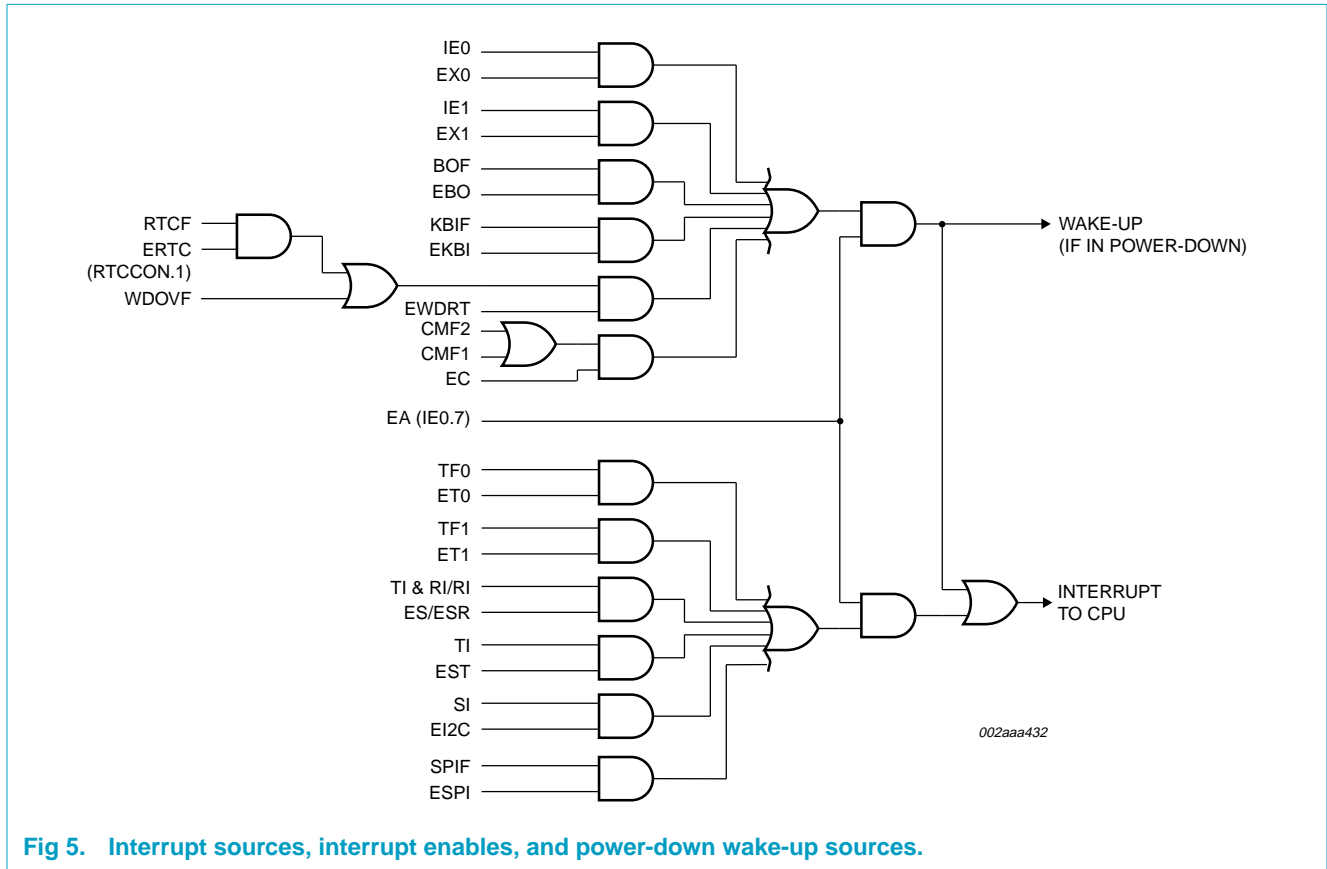 IE0
EX0
IE1
EX1
BOF
EBO
KBIF
EKBI
RTCF
ERTC
(RTCCON.1)
WDOVF
EWDRT
CMF2
CMF1
EC
EA (IE0.7)
WAKE-UP
(IF IN POWER-DOWN)
TF0
ET0
TF1
ET1
TI & RI/RI
ES/ESR
TI
EST
SI
EI2C
SPIF
ESPI
INTERRUPT
TO CPU
002aaa432
Fig 5. Interrupt sources, interrupt enables, and power-down wake-up sources.